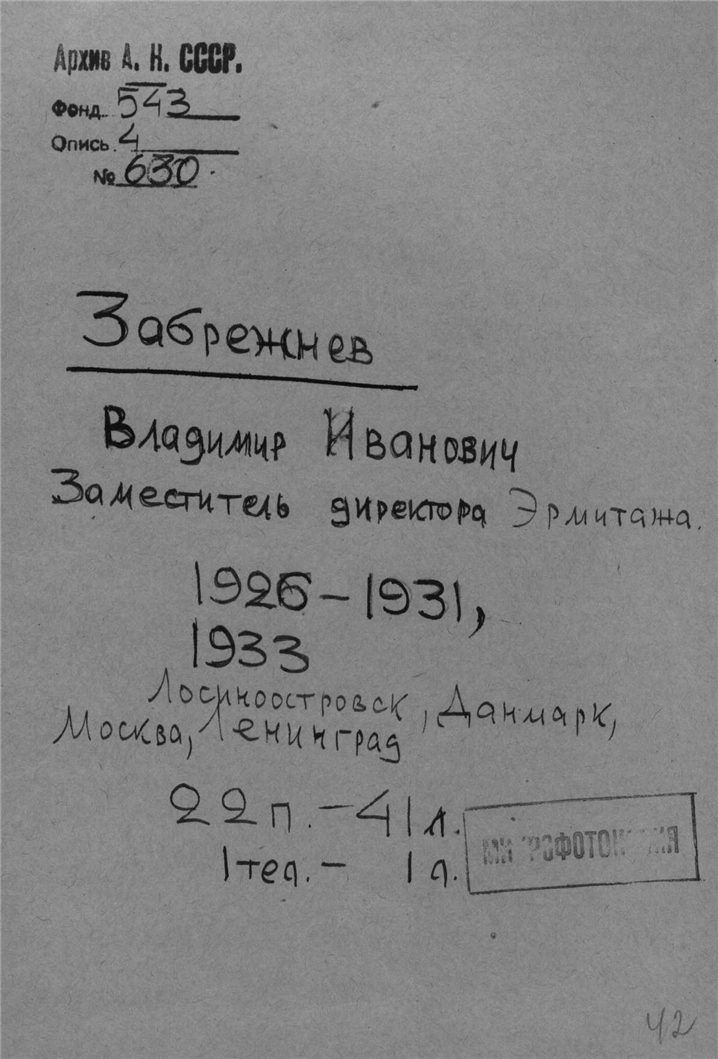 Архив А. Н. СССР.
Фонд. 543
Опись. 4
№ 630.
Забрежнев
Владимир Иванович
Заместитель директора Эрмитажа.
1926-1931,
1933
Лосиноостровск, Данмарк,
Москва, Ленинград
22 п. - 41 л.
1 тел. - 1 л.
МИКРОФОТОКОПИЯ
42